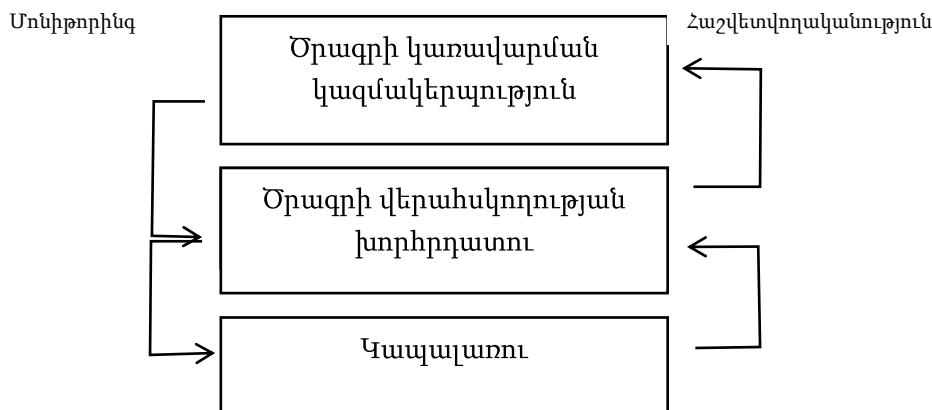 Մոնիթորինգ
Հաշվետվողականություն
Ծրագրի կառավարման
կազմակերպություն
Ծրագրի վերահսկողության
խորհրդատու
Կապալառու